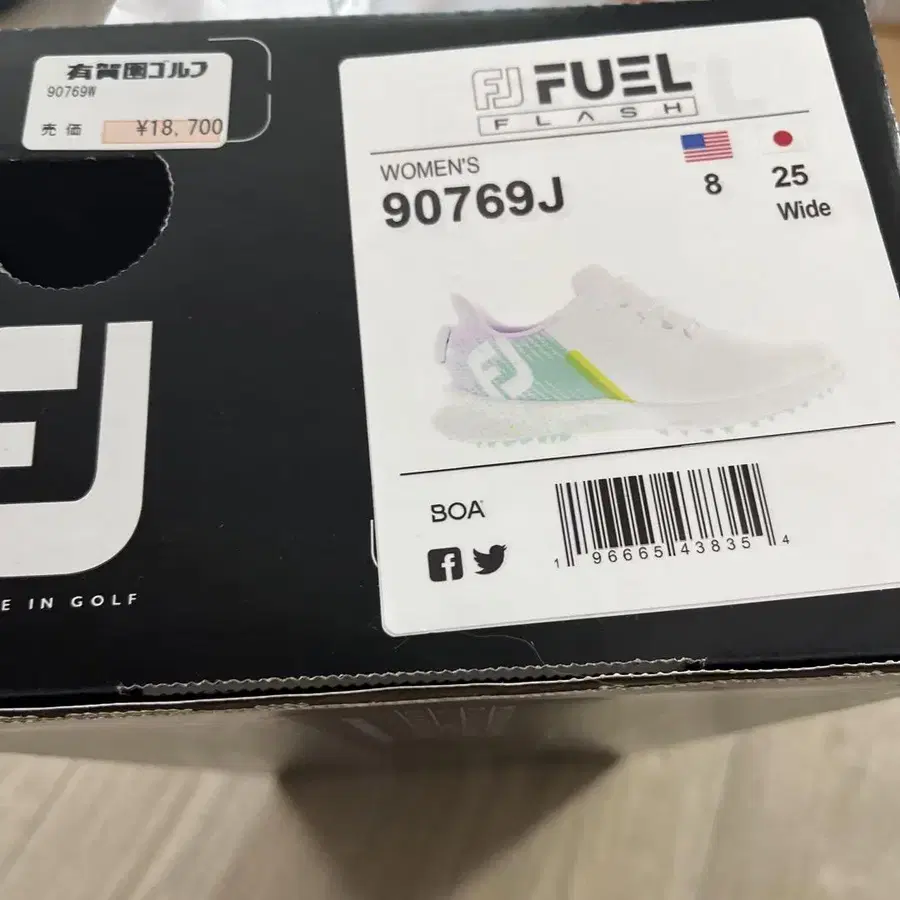 有賀園ゴルフ
90769W
売価 ¥18,700
FJ FUEL
FLASH
WOMEN'S
90769J
8
25
Wide
FJ
BOA
1 96665 43835 4
FJ
E IN GOLF